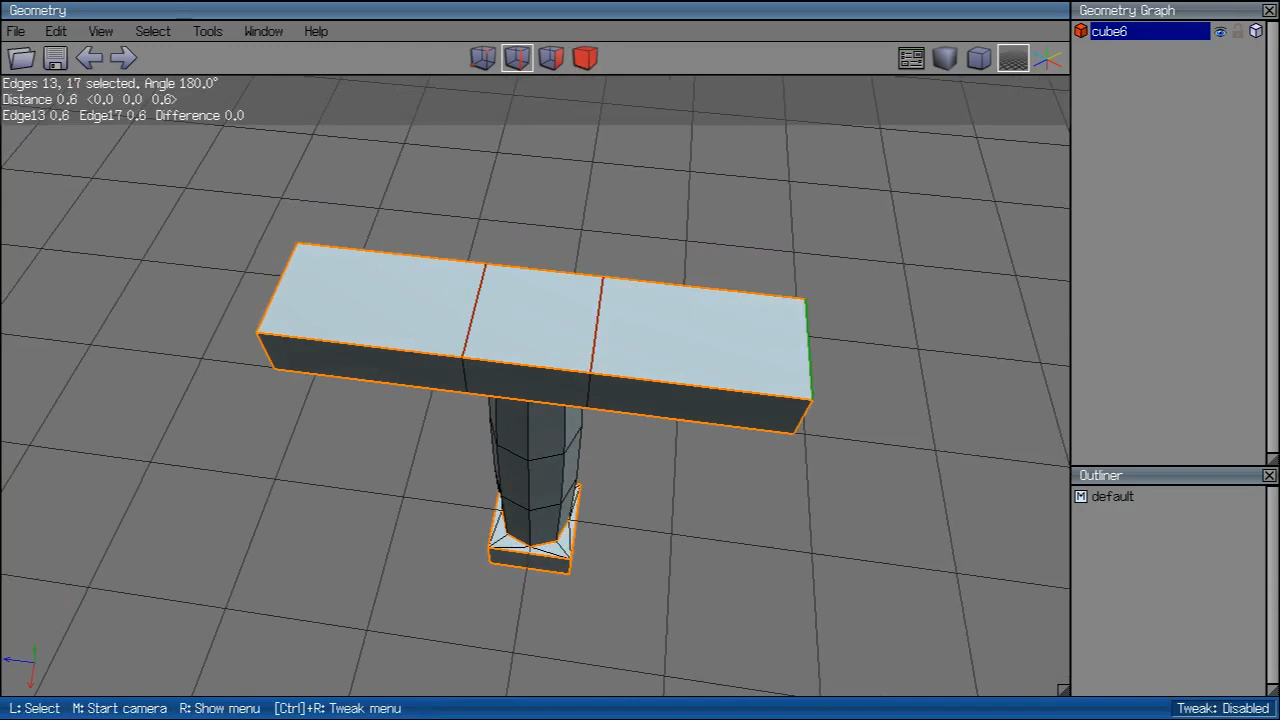 Geometry
File Edit View Select Tools Window Help
Edges 13, 17 selected. Angle 180.0°
Distance 0.6 <0.0 0.0 0.6>
Edge13 0.6 Edge17 0.6 Difference 0.0
Geometry Graph
cube6
Outliner
M default
L: Select M: Start camera R: Show menu [Ctrl]+R: Tweak menu
Tweak: Disabled